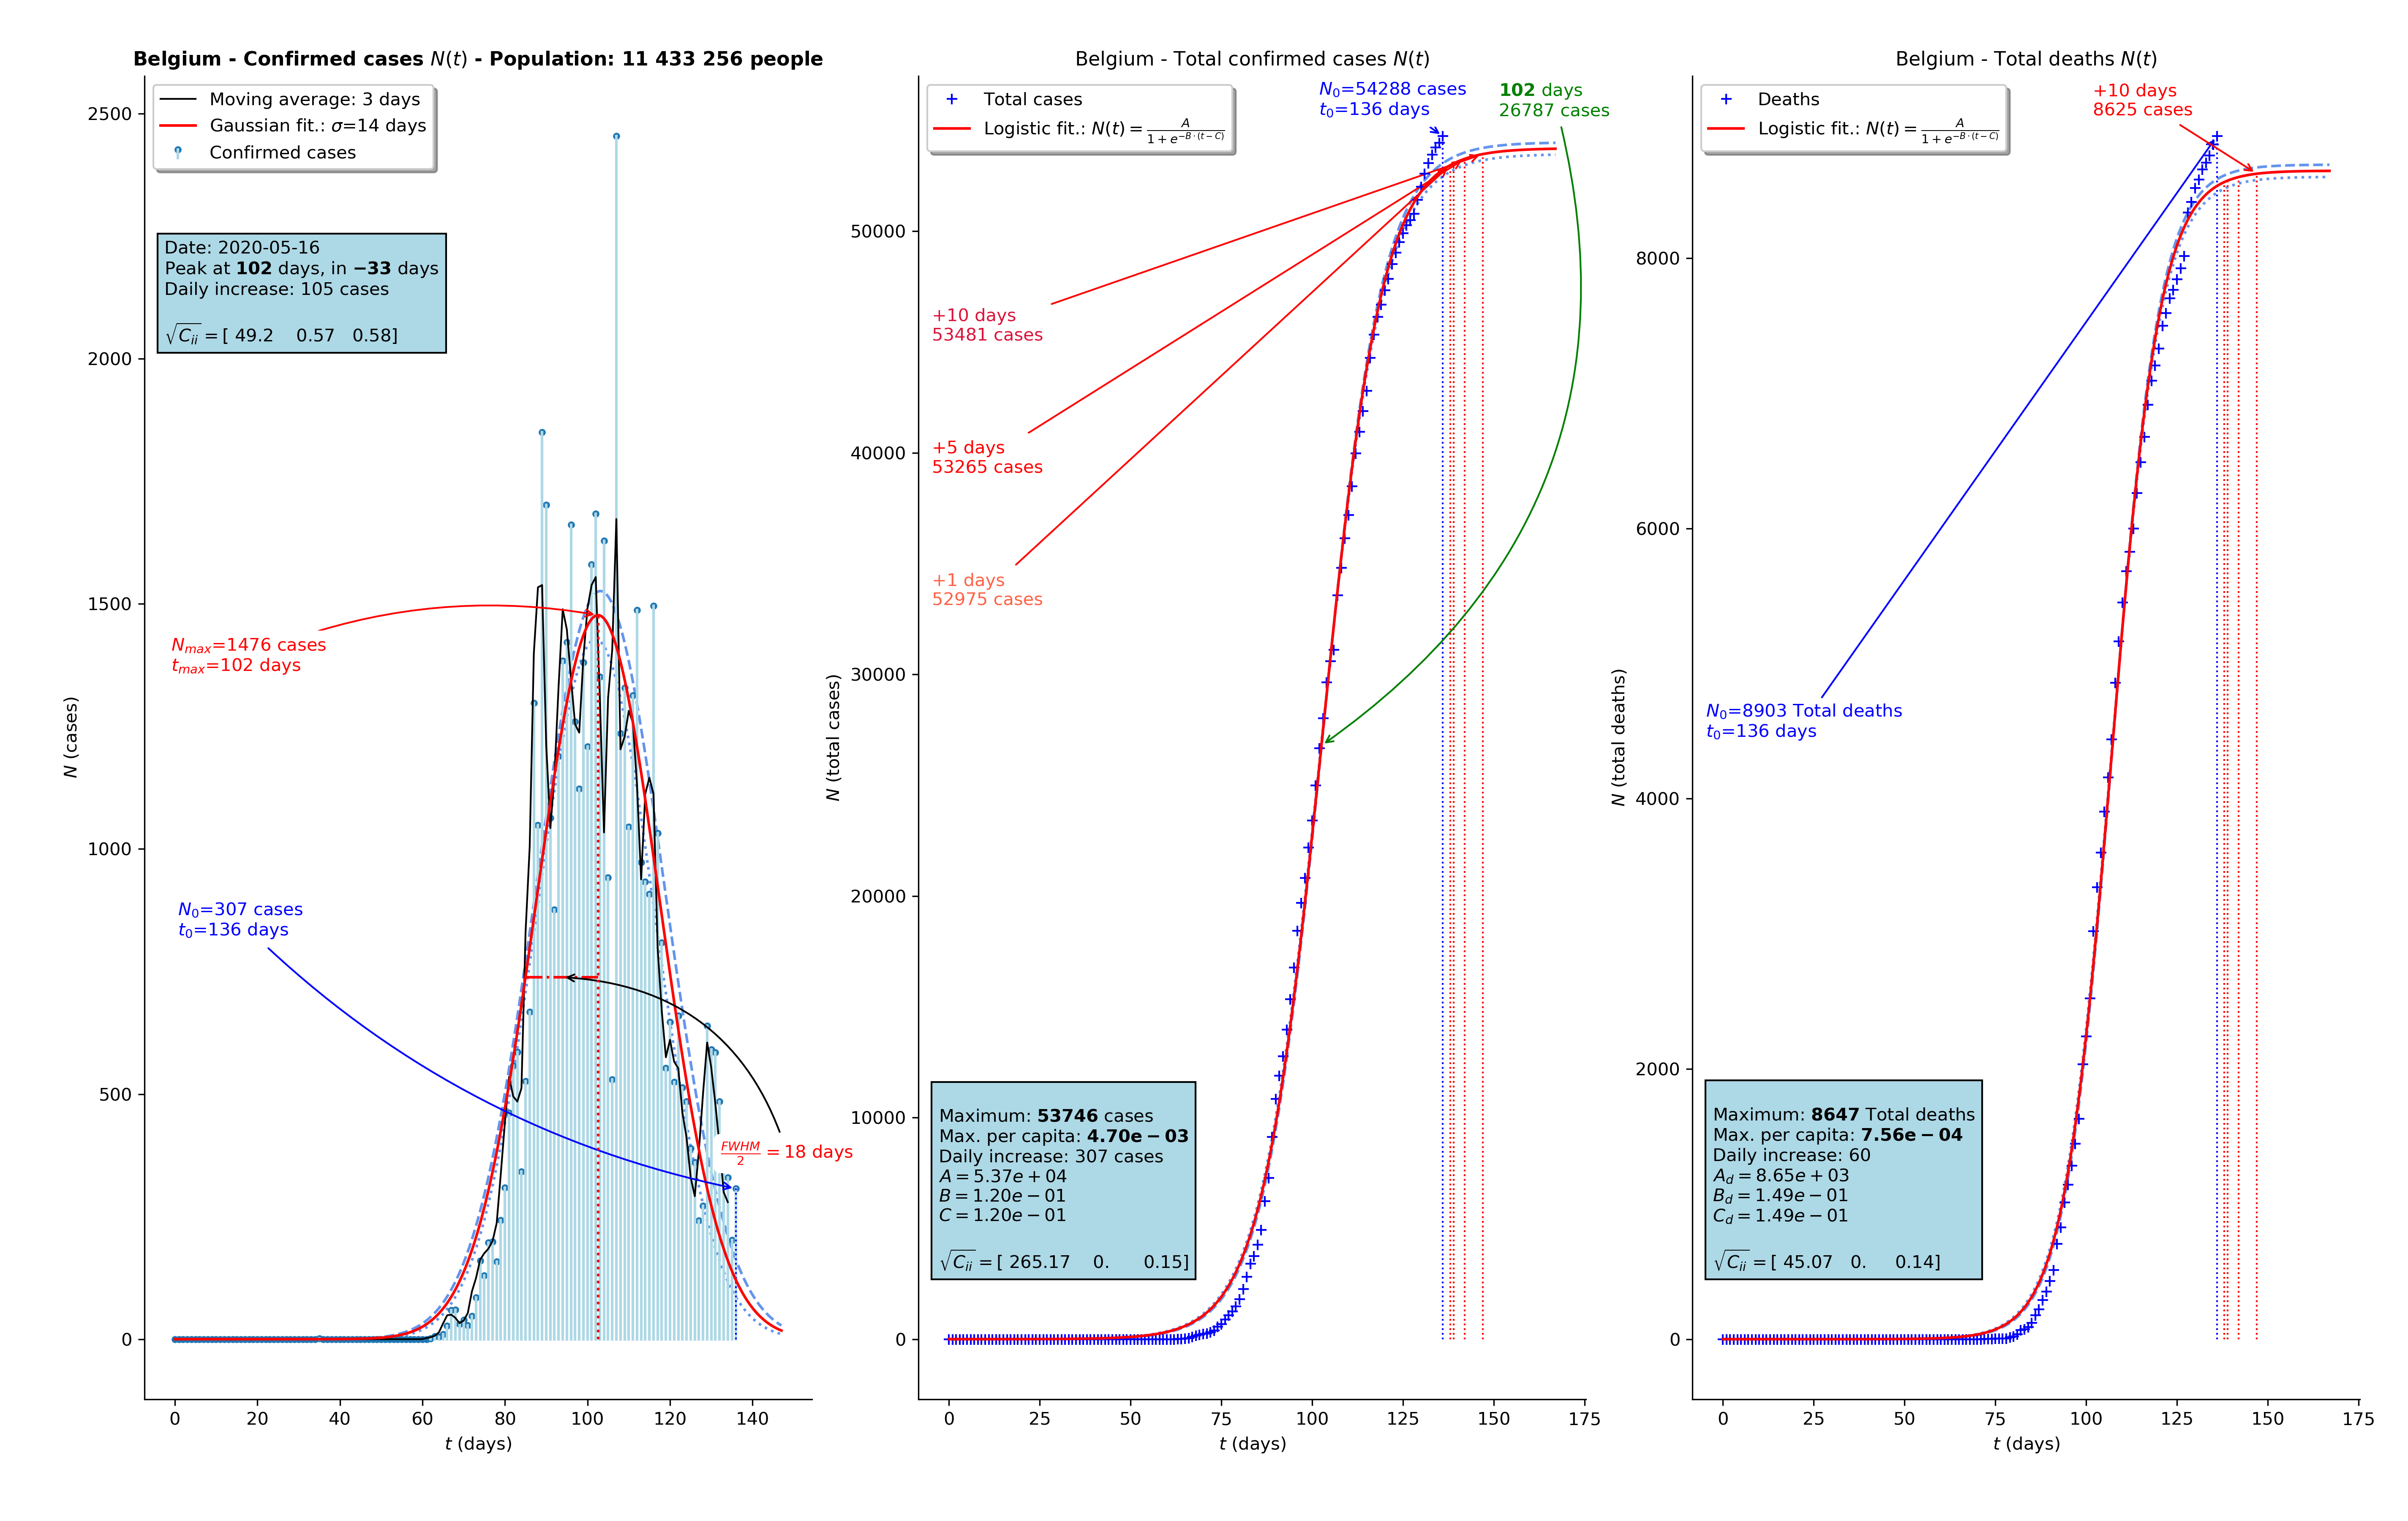 Belgium - Confirmed cases N(t) - Population: 11 433 256 people
Moving average: 3 days
Gaussian fit.: σ=14 days
Confirmed cases
Date: 2020-05-16
Peak at 102 days, in −33 days
Daily increase: 105 cases
√C_ii = [ 49.2 0.57 0.58]
N_max=1476 cases
t_max=102 days
N_0=307 cases
t_0=136 days
FWHM/2 = 18 days
N (cases)
2500
2000
1500
1000
500
0
0 20 40 60 80 100 120 140
t (days)
Belgium - Total confirmed cases N(t)
Total cases
Logistic fit.: N(t) = A/(1 + e^(−B·(t−C)))
N_0=54288 cases
t_0=136 days
102 days
26787 cases
+10 days
53481 cases
+5 days
53265 cases
+1 days
52975 cases
Maximum: 53746 cases
Max. per capita: 4.70e − 03
Daily increase: 307 cases
A = 5.37e + 04
B = 1.20e − 01
C = 1.20e − 01
√C_ii = [ 265.17 0. 0.15]
N (total cases)
50000
40000
30000
20000
10000
0
0 25 50 75 100 125 150 175
t (days)
Belgium - Total deaths N(t)
Deaths
Logistic fit.: N(t) = A/(1 + e^(−B·(t−C)))
+10 days
8625 cases
N_0=8903 Total deaths
t_0=136 days
Maximum: 8647 Total deaths
Max. per capita: 7.56e − 04
Daily increase: 60
A_d = 8.65e + 03
B_d = 1.49e − 01
C_d = 1.49e − 01
√C_ii = [ 45.07 0. 0.14]
N (total deaths)
8000
6000
4000
2000
0
0 25 50 75 100 125 150 175
t (days)